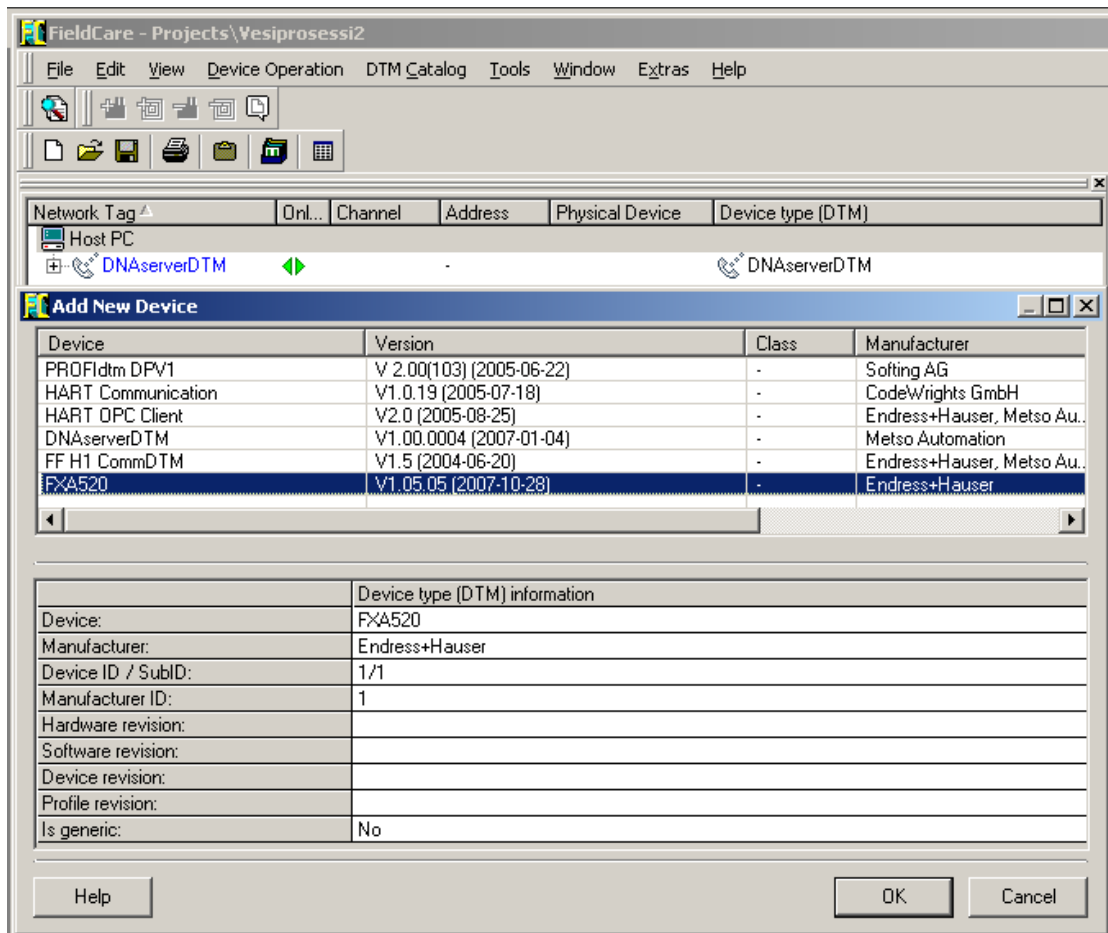 FieldCare - Projects\Vesiprosessi2
File Edit View Device Operation DTM Catalog Tools Window Extras Help
Network Tag Onl... Channel Address Physical Device Device type (DTM)
Host PC
DNAserverDTM - DNAserverDTM
Add New Device
Device Version Class Manufacturer
PROFIdtm DPV1 V 2.00(103) (2005-06-22) - Softing AG
HART Communication V1.0.19 (2005-07-18) - CodeWrights GmbH
HART OPC Client V2.0 (2005-08-25) - Endress+Hauser, Metso Au..
DNAserverDTM V1.00.0004 (2007-01-04) - Metso Automation
FF H1 CommDTM V1.5 (2004-06-20) - Endress+Hauser, Metso Au..
FXA520 V1.05.05 (2007-10-28) - Endress+Hauser
Device type (DTM) information
Device: FXA520
Manufacturer: Endress+Hauser
Device ID / SubID: 1/1
Manufacturer ID: 1
Hardware revision:
Software revision:
Device revision:
Profile revision:
Is generic: No
Help OK Cancel